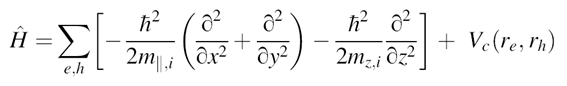 Ĥ = ∑_{e,h} [ −ℏ²/(2m_{∥,i}) ( ∂²/∂x² + ∂²/∂y² ) − ℏ²/(2m_{z,i}) ∂²/∂z² ] + V_c(r_e, r_h)